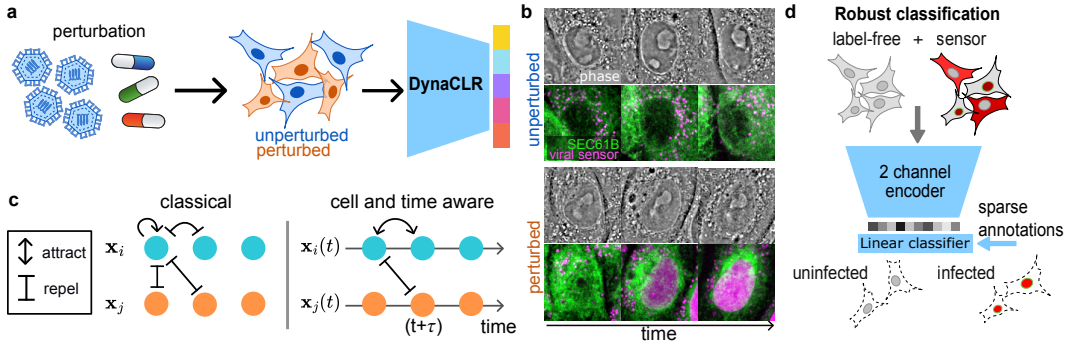 a
perturbation
unperturbed
perturbed
DynaCLR
b
unperturbed
phase
SEC61B
viral sensor
perturbed
time
c
attract
repel
classical
cell and time aware
x_i
x_j
x_i(t)
x_j(t)
(t+τ)
time
d
Robust classification
label-free + sensor
2 channel
encoder
sparse
annotations
Linear classifier
uninfected
infected